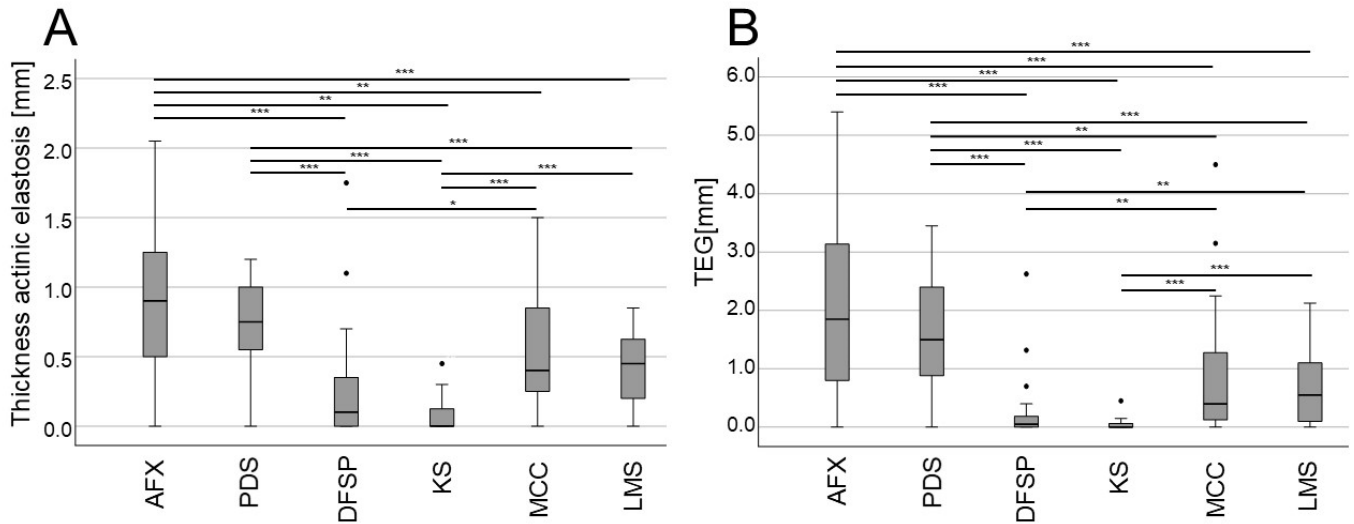 A
Thickness actinic elastosis [mm]
2.5
2.0
1.5
1.0
0.5
0.0
***
**
**
***
***
***
***
***
***
*
AFX
PDS
DFSP
KS
MCC
LMS
B
TEG[mm]
6.0
5.0
4.0
3.0
2.0
1.0
0.0
***
***
***
***
***
**
***
***
**
**
***
***
AFX
PDS
DFSP
KS
MCC
LMS